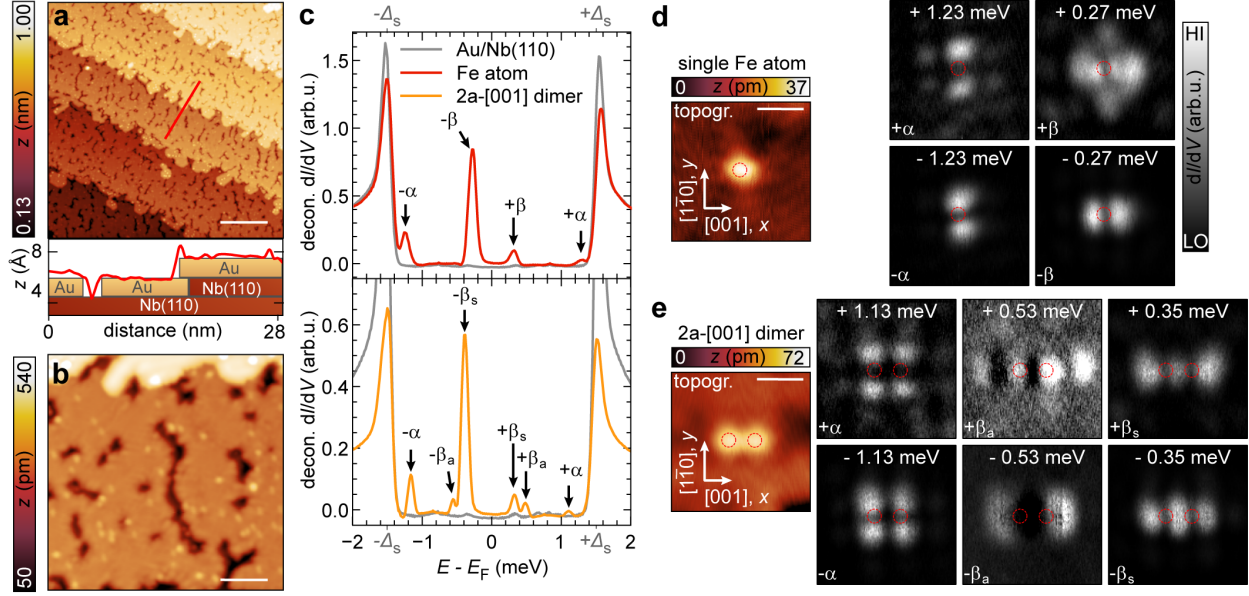 a
1.00
z (nm)
0.13
z (Å)
8
4
Au
Au
Au
Nb(110)
Nb(110)
0
distance (nm)
28
b
540
z (pm)
50
c
-Δs
+Δs
Au/Nb(110)
Fe atom
2a-[001] dimer
decon. dI/dV (arb.u.)
1.5
1.0
0.5
0.0
-α
-β
+β
+α
decon. dI/dV (arb.u.)
0.6
0.4
0.2
0.0
-α
-βa
-βs
+βs
+βa
+α
−2
−1
0
1
2
-Δs
+Δs
E - EF (meV)
d
single Fe atom
0 z (pm) 37
topogr.
[11̅0], y
[001], x
+ 1.23 meV
+α
+ 0.27 meV
+β
- 1.23 meV
-α
- 0.27 meV
-β
HI
dI/dV (arb.u.)
LO
e
2a-[001] dimer
0 z (pm) 72
topogr.
[11̅0], y
[001], x
+ 1.13 meV
+α
+ 0.53 meV
+βa
+ 0.35 meV
+βs
- 1.13 meV
-α
- 0.53 meV
-βa
- 0.35 meV
-βs